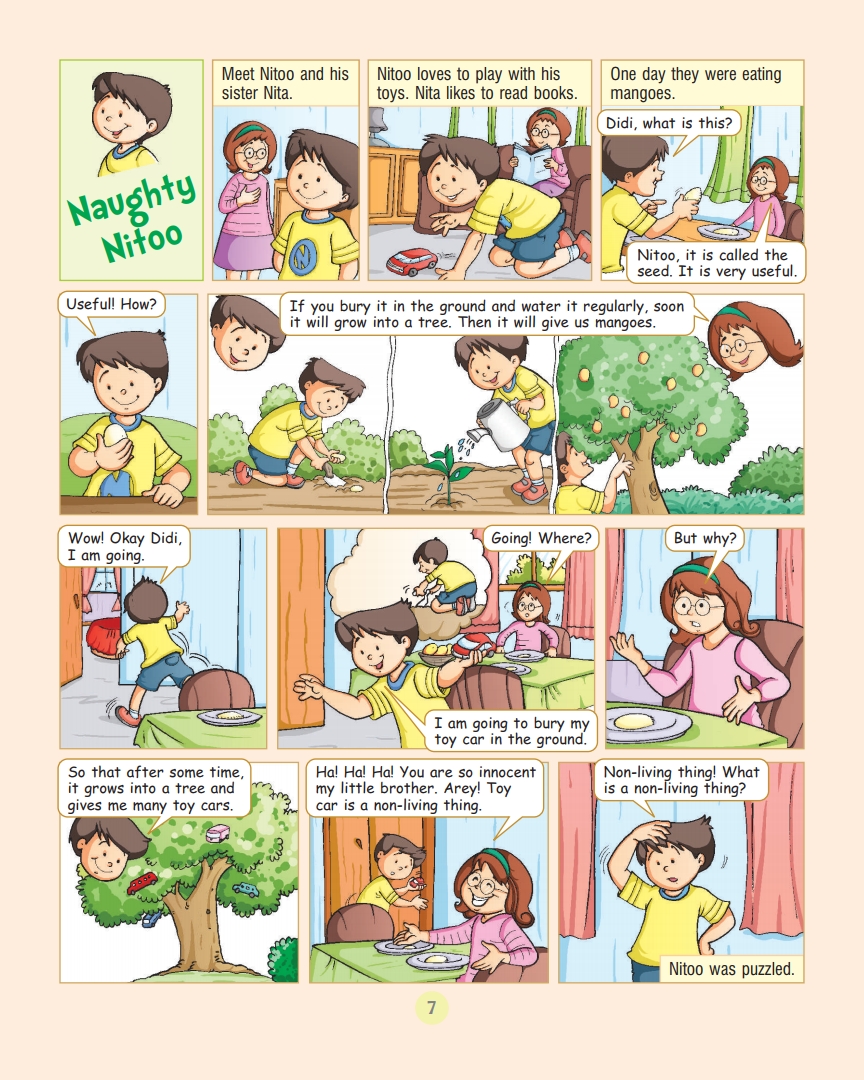 Naughty
Nitoo
Meet Nitoo and his
sister Nita.
Nitoo loves to play with his
toys. Nita likes to read books.
One day they were eating
mangoes.
Didi, what is this?
Nitoo, it is called the
seed. It is very useful.
Useful! How?
If you bury it in the ground and water it regularly, soon
it will grow into a tree. Then it will give us mangoes.
Wow! Okay Didi,
I am going.
Going! Where?
I am going to bury my
toy car in the ground.
But why?
So that after some time,
it grows into a tree and
gives me many toy cars.
Ha! Ha! Ha! You are so innocent
my little brother. Arey! Toy
car is a non-living thing.
Non-living thing! What
is a non-living thing?
Nitoo was puzzled.
7